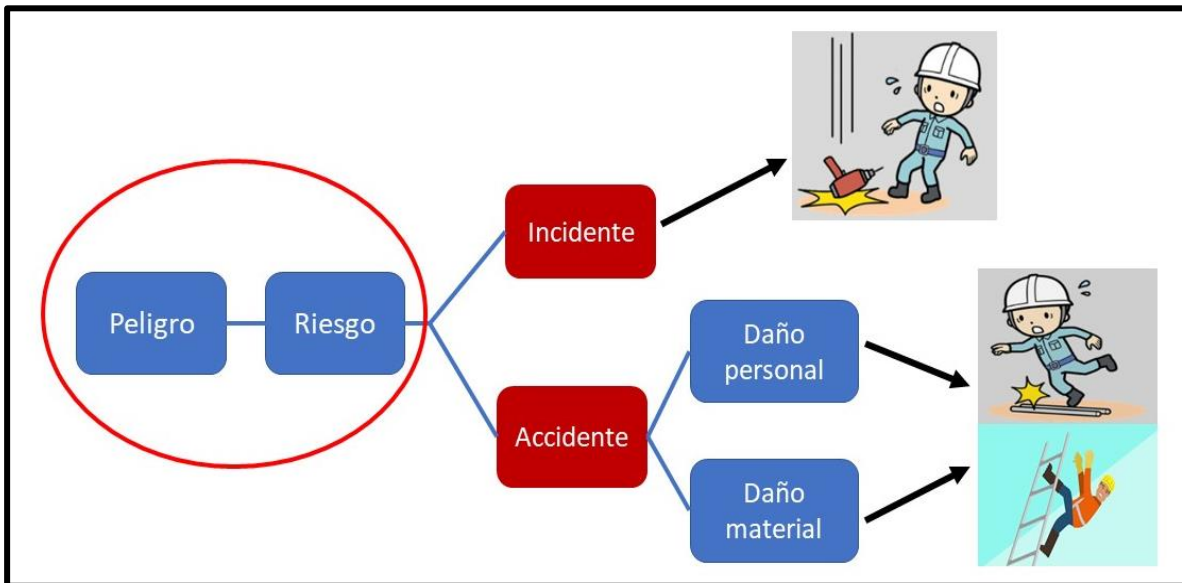 Incidente
Peligro
Riesgo
Daño
personal
Accidente
Daño
material